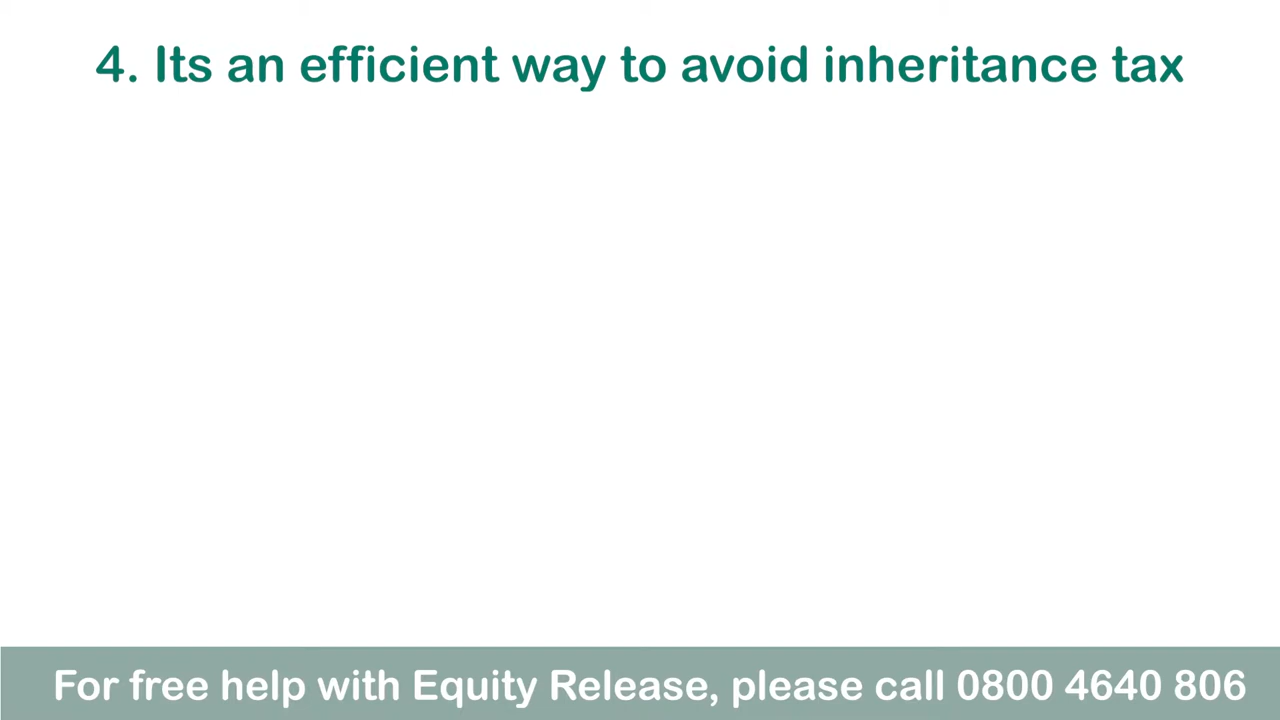 4. Its an efficient way to avoid inheritance tax
For free help with Equity Release, please call 0800 4640 806